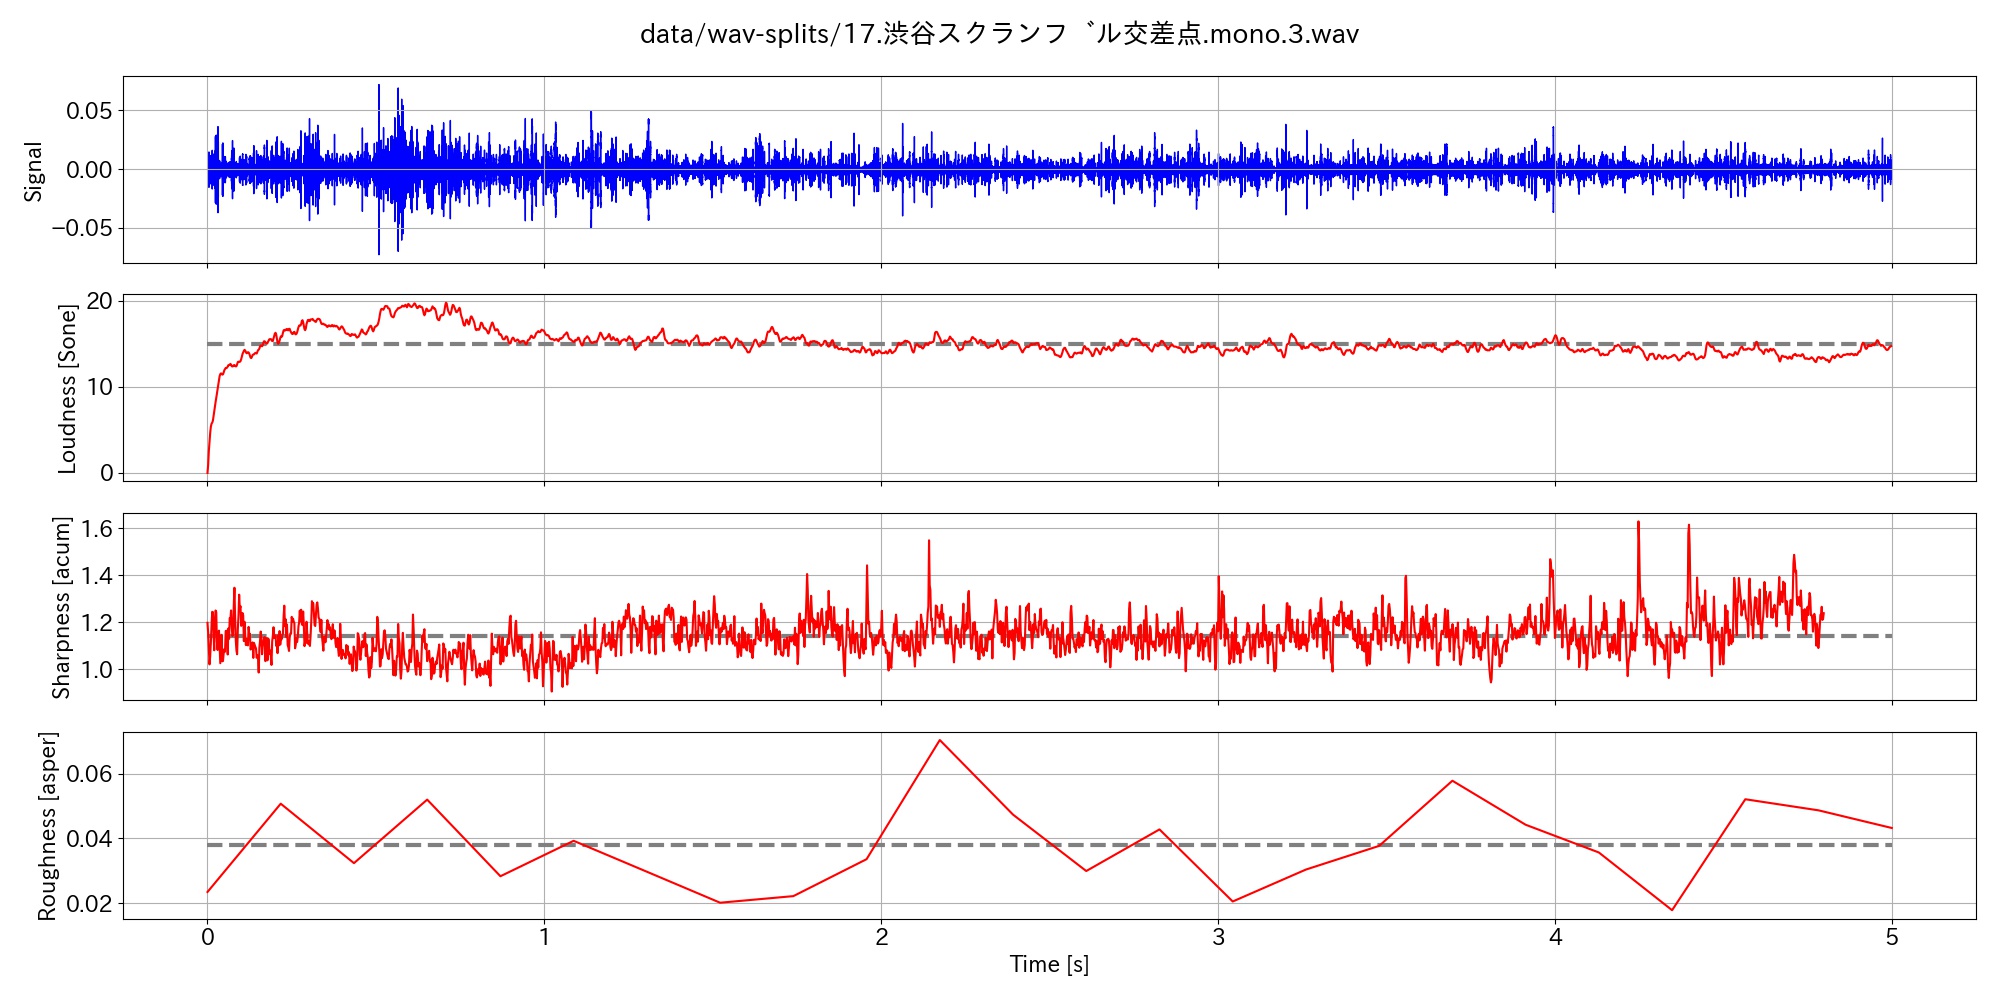 data/wav-splits/17.渋谷スクランブル交差点.mono.3.wav
0.05
0.00
−0.05
Signal
20
10
0
Loudness [Sone]
1.6
1.4
1.2
1.0
Sharpness [acum]
0.06
0.04
0.02
Roughness [asper]
0 1 2 3 4 5
Time [s]